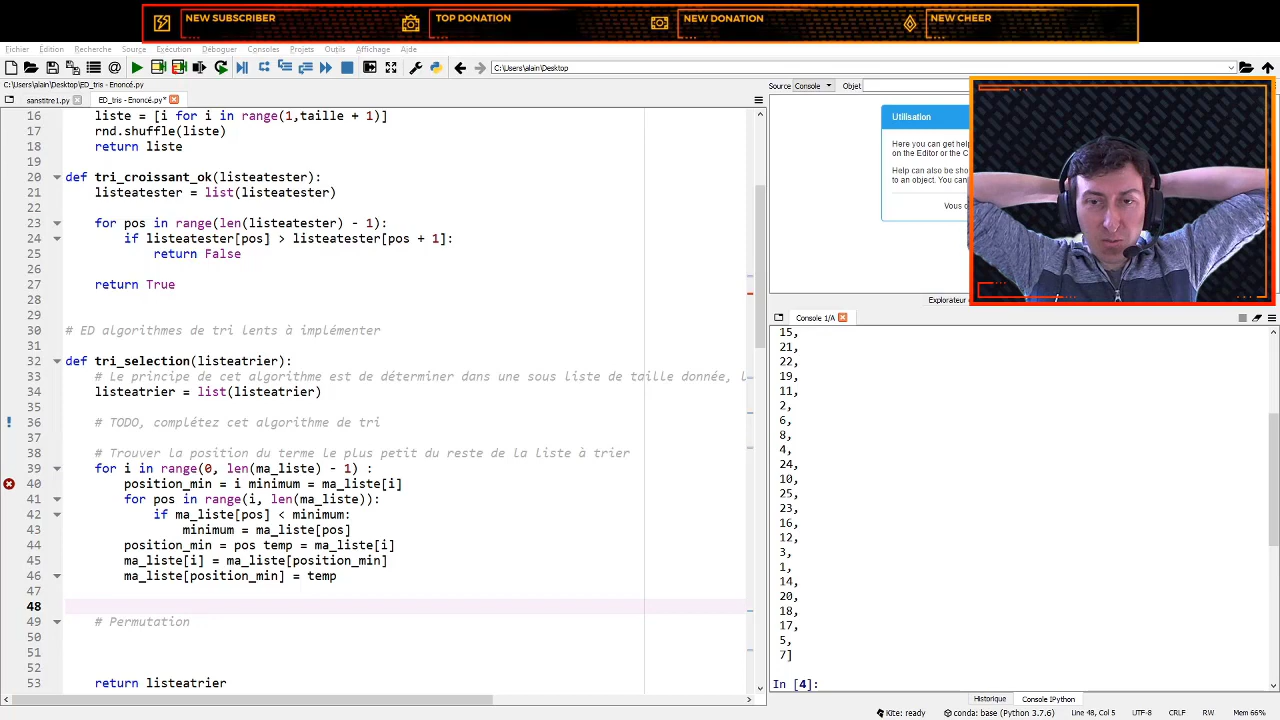 NEW SUBSCRIBER
TOP DONATION
NEW DONATION
NEW CHEER
Fichier Édition Recherche Source Exécution Déboguer Consoles Projets Outils Affichage Aide
C:\Users\alain\Desktop
C:\Users\alain\Desktop\ED_tris - Enoncé.py
sanstitre1.py
ED_tris - Enoncé.py*
Source Console Objet
Utilisation
Here you can get help
on the Editor or the C
Help can also be sho
to an object. You can
Vous
Explorateur
16 liste = [i for i in range(1,taille + 1)]
17 rnd.shuffle(liste)
18 return liste
19
20 def tri_croissant_ok(listeatester):
21 listeatester = list(listeatester)
22
23 for pos in range(len(listeatester) - 1):
24 if listeatester[pos] > listeatester[pos + 1]:
25 return False
26
27 return True
28
29
30 # ED algorithmes de tri lents à implémenter
31
32 def tri_selection(listeatrier):
33 # Le principe de cet algorithme est de déterminer dans une sous liste de taille donnée, l
34 listeatrier = list(listeatrier)
35
36 # TODO, complétez cet algorithme de tri
37
38 # Trouver la position du terme le plus petit du reste de la liste à trier
39 for i in range(0, len(ma_liste) - 1) :
40 position_min = i minimum = ma_liste[i]
41 for pos in range(i, len(ma_liste)):
42 if ma_liste[pos] < minimum:
43 minimum = ma_liste[pos]
44 position_min = pos temp = ma_liste[i]
45 ma_liste[i] = ma_liste[position_min]
46 ma_liste[position_min] = temp
47
48
49 # Permutation
50
51
52
53 return listeatrier
Console 1/A
15,
21,
22,
19,
11,
2,
6,
8,
4,
24,
10,
25,
23,
16,
12,
3,
1,
14,
20,
18,
17,
5,
7]
In [4]:
Historique Console IPython
Kite: ready conda: base (Python 3.7.6) Line 48, Col 5 UTF-8 CRLF RW Mem 66%